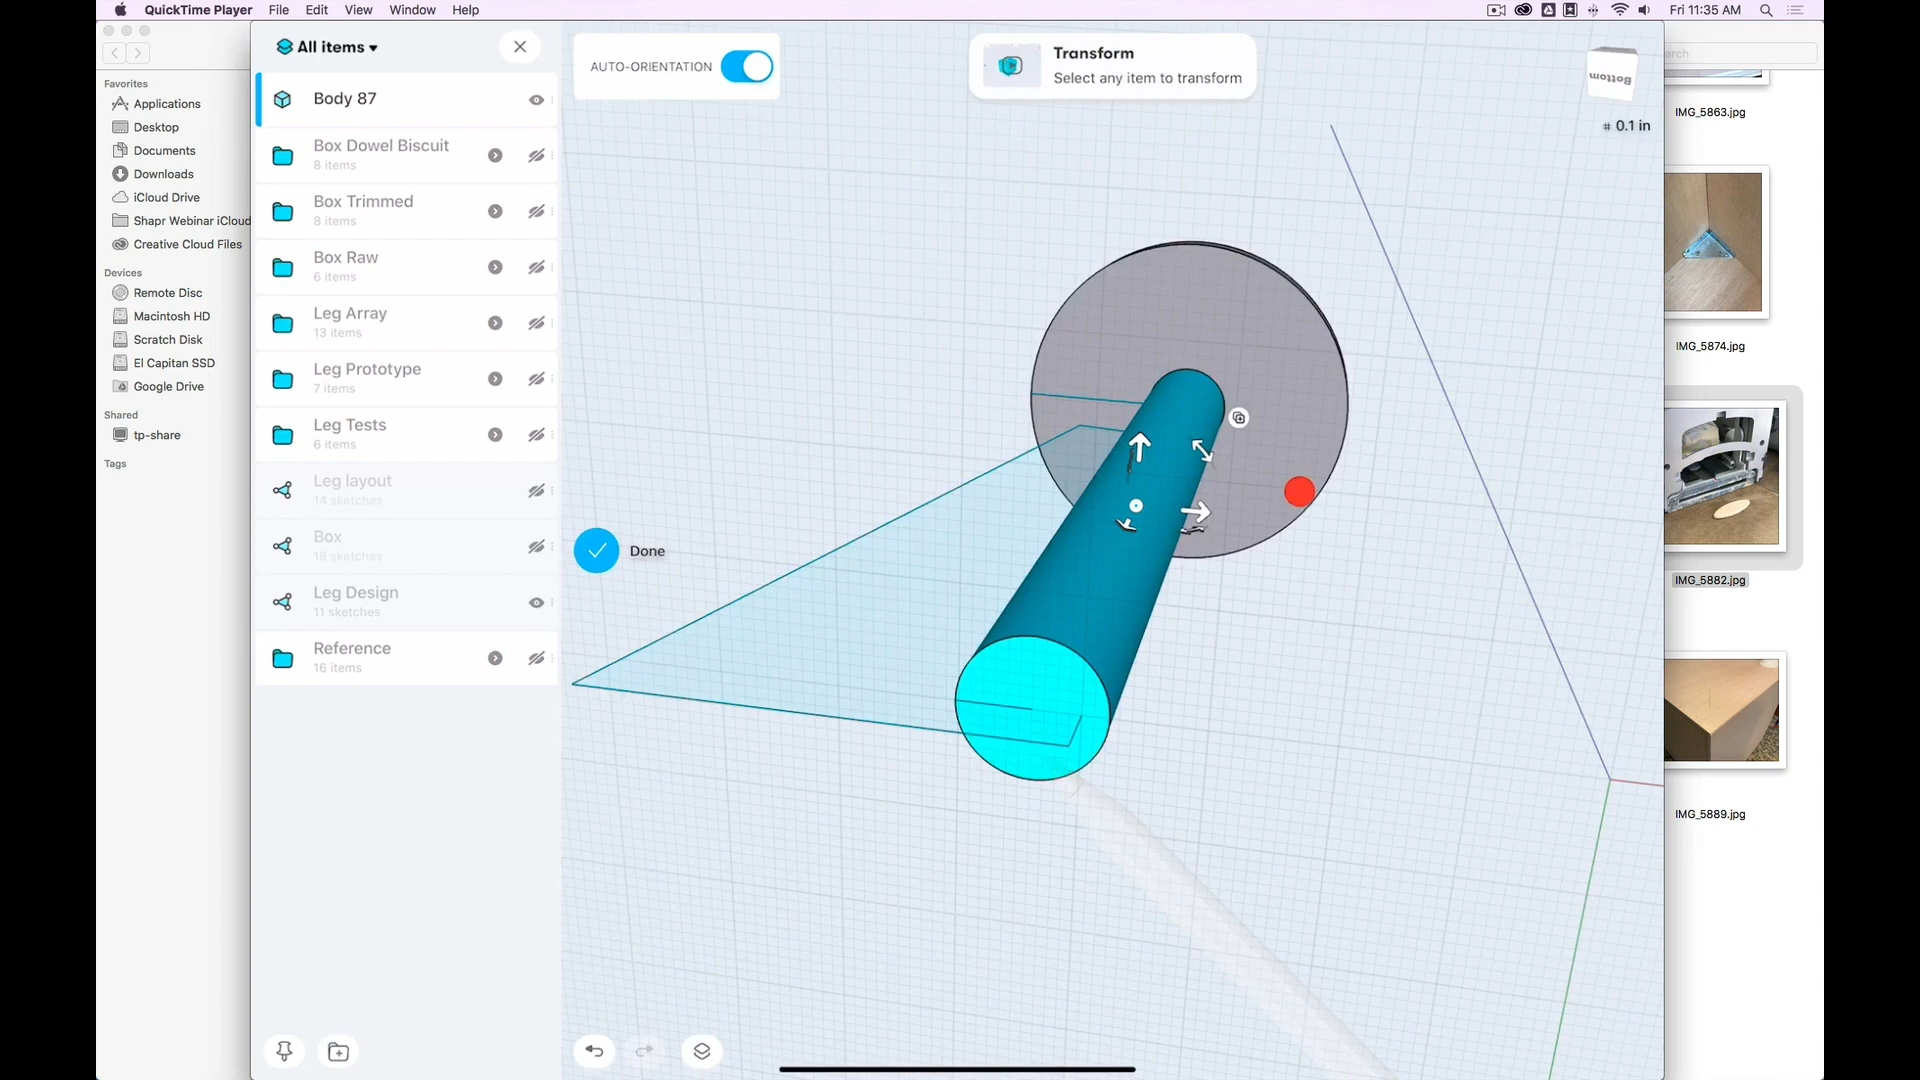 QuickTime Player File Edit View Window Help
Fri 11:35 AM
Favorites
Applications
Desktop
Documents
Downloads
iCloud Drive
Shapr Webinar iCloud
Creative Cloud Files
Devices
Remote Disc
Macintosh HD
Scratch Disk
El Capitan SSD
Google Drive
Shared
tp-share
Tags
All items
Body 87
Box Dowel Biscuit
8 items
Box Trimmed
8 items
Box Raw
6 items
Leg Array
13 items
Leg Prototype
7 items
Leg Tests
6 items
Leg layout
14 sketches
Box
18 sketches
Leg Design
11 sketches
Reference
16 items
AUTO-ORIENTATION
Transform
Select any item to transform
Bottom
# 0.1 in
Done
arch
IMG_5863.jpg
IMG_5874.jpg
IMG_5882.jpg
IMG_5889.jpg